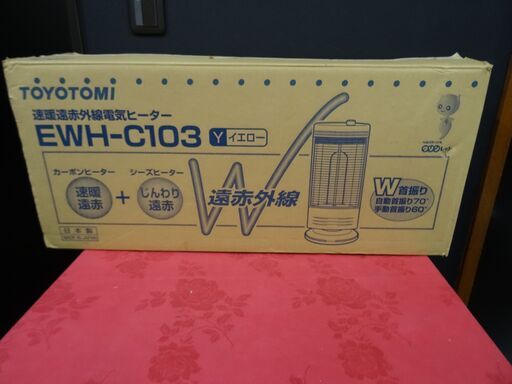 TOYOTOMI
速暖遠赤外線電気ヒーター
EWH-C103 Y イエロー
カーボンヒーター
速暖
遠赤
+
シーズヒーター
じんわり
遠赤
W遠赤外線
W首振り
自動首振り70°
手動首振り60°
日本製
MADE IN JAPAN